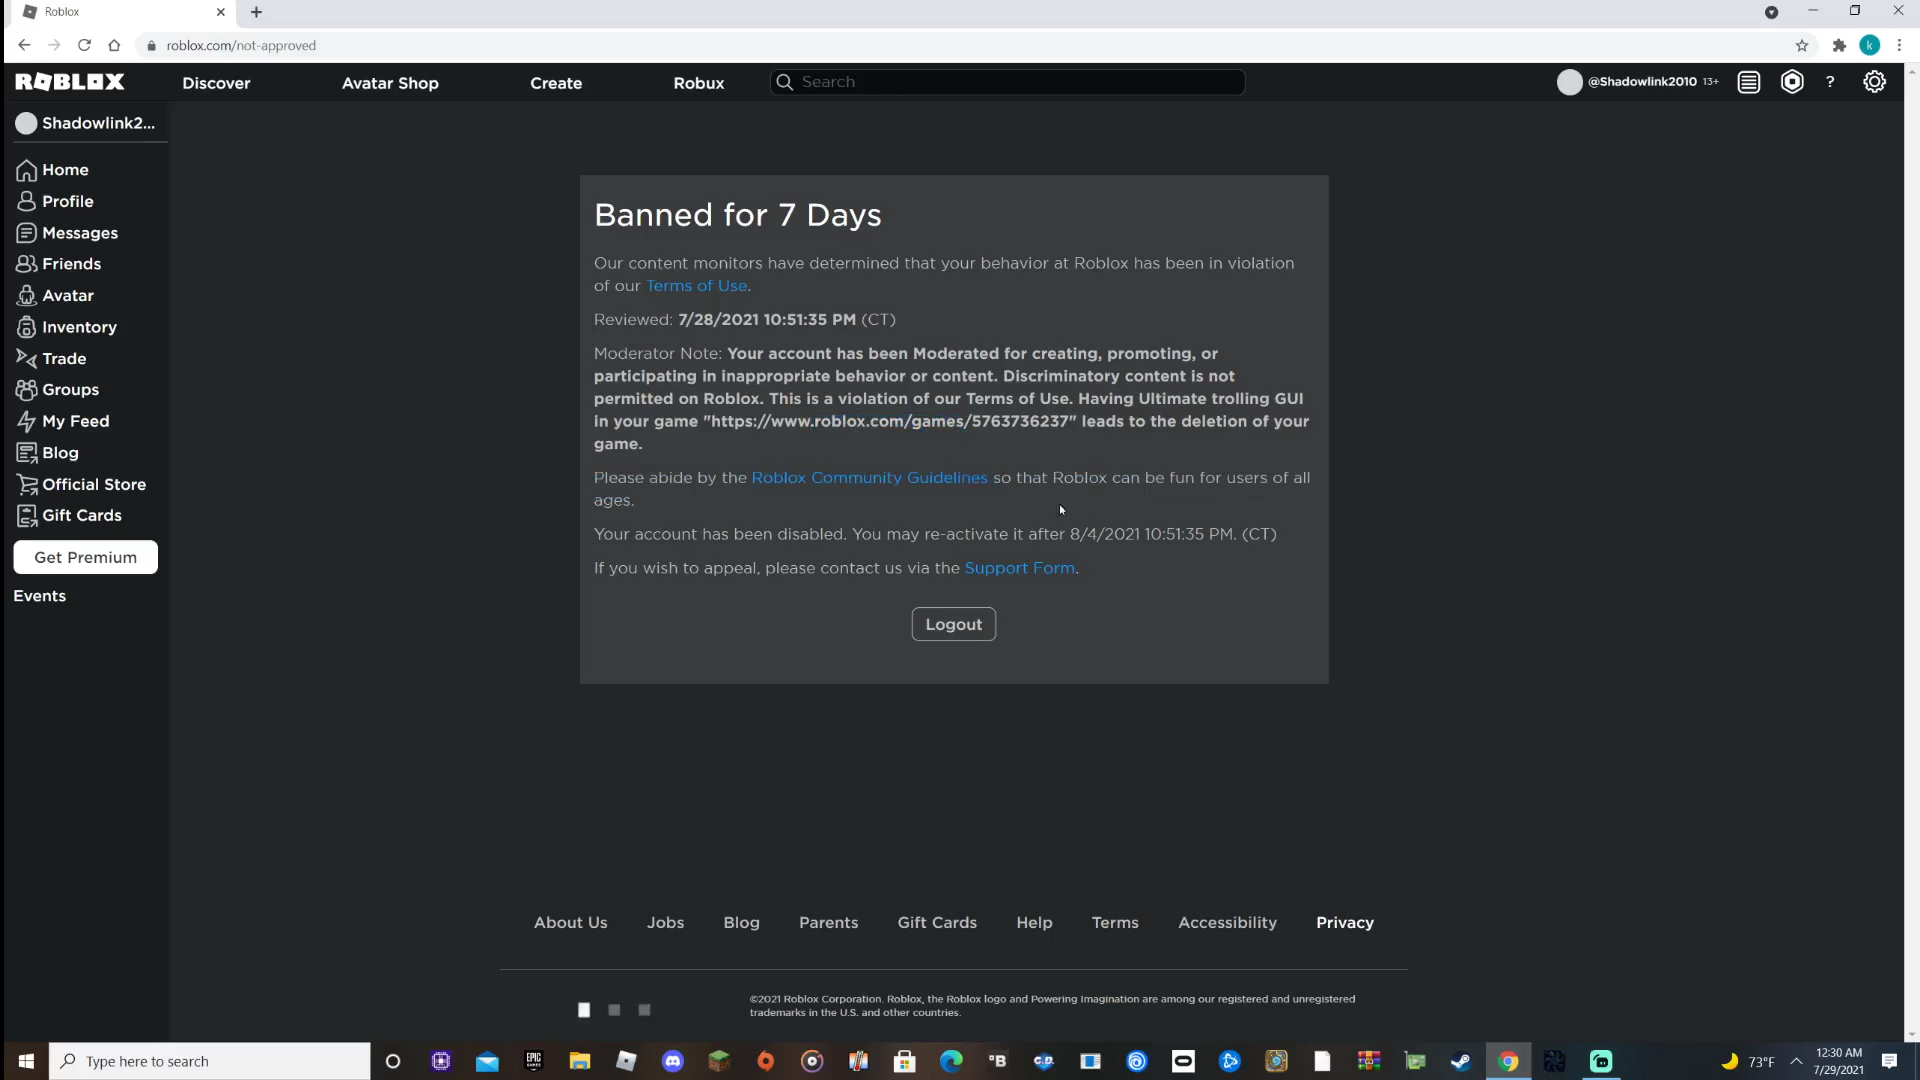 Roblox
roblox.com/not-approved
k
ROBLOX
Discover
Avatar Shop
Create
Robux
Search
@Shadowlink2010 13+
?
Shadowlink2...
Home
Profile
Messages
Friends
Avatar
Inventory
Trade
Groups
My Feed
Blog
Official Store
Gift Cards
Get Premium
Events
Banned for 7 Days
Our content monitors have determined that your behavior at Roblox has been in violation
of our Terms of Use.
Reviewed: 7/28/2021 10:51:35 PM (CT)
Moderator Note: Your account has been Moderated for creating, promoting, or
participating in inappropriate behavior or content. Discriminatory content is not
permitted on Roblox. This is a violation of our Terms of Use. Having Ultimate trolling GUI
in your game "https://www.roblox.com/games/5763736237" leads to the deletion of your
game.
Please abide by the Roblox Community Guidelines so that Roblox can be fun for users of all
ages.
Your account has been disabled. You may re-activate it after 8/4/2021 10:51:35 PM. (CT)
If you wish to appeal, please contact us via the Support Form.
Logout
About Us
Jobs
Blog
Parents
Gift Cards
Help
Terms
Accessibility
Privacy
©2021 Roblox Corporation. Roblox, the Roblox logo and Powering Imagination are among our registered and unregistered
trademarks in the U.S. and other countries.
Type here to search
EPIC
GAMES
73°F
12:30 AM
7/29/2021